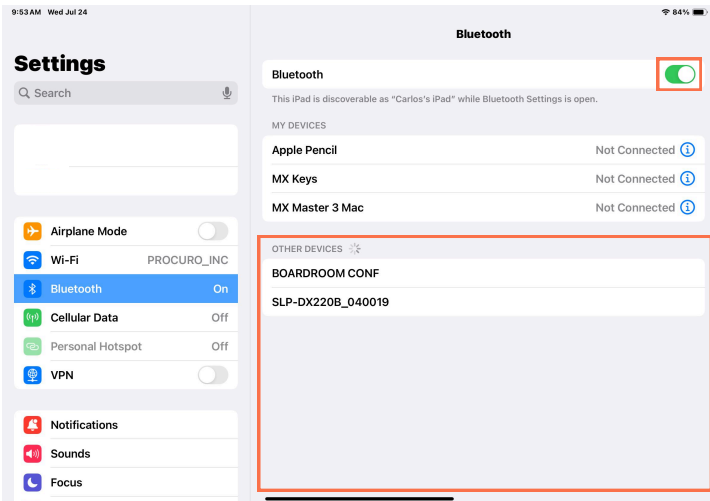 9:53 AM Wed Jul 24
84%
Settings
Search
Airplane Mode
Wi-Fi PROCURO_INC
Bluetooth On
Cellular Data Off
Personal Hotspot Off
VPN
Notifications
Sounds
Focus
Bluetooth
Bluetooth
This iPad is discoverable as “Carlos's iPad” while Bluetooth Settings is open.
MY DEVICES
Apple Pencil Not Connected
MX Keys Not Connected
MX Master 3 Mac Not Connected
OTHER DEVICES
BOARDROOM CONF
SLP-DX220B_040019